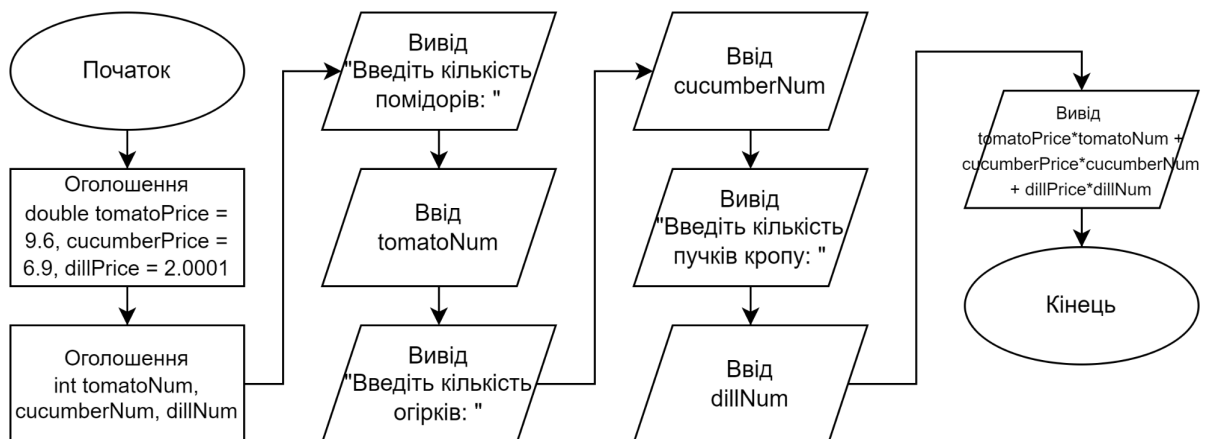 Початок
Оголошення
double tomatoPrice =
9.6, cucumberPrice =
6.9, dillPrice = 2.0001
Оголошення
int tomatoNum,
cucumberNum, dillNum
Вивід
"Введіть кількість
помідорів: "
Ввід
tomatoNum
Вивід
"Введіть кількість
огірків: "
Ввід
cucumberNum
Вивід
"Введіть кількість
пучків кропу: "
Ввід
dillNum
Вивід
tomatoPrice*tomatoNum +
cucumberPrice*cucumberNum
+ dillPrice*dillNum
Кінець